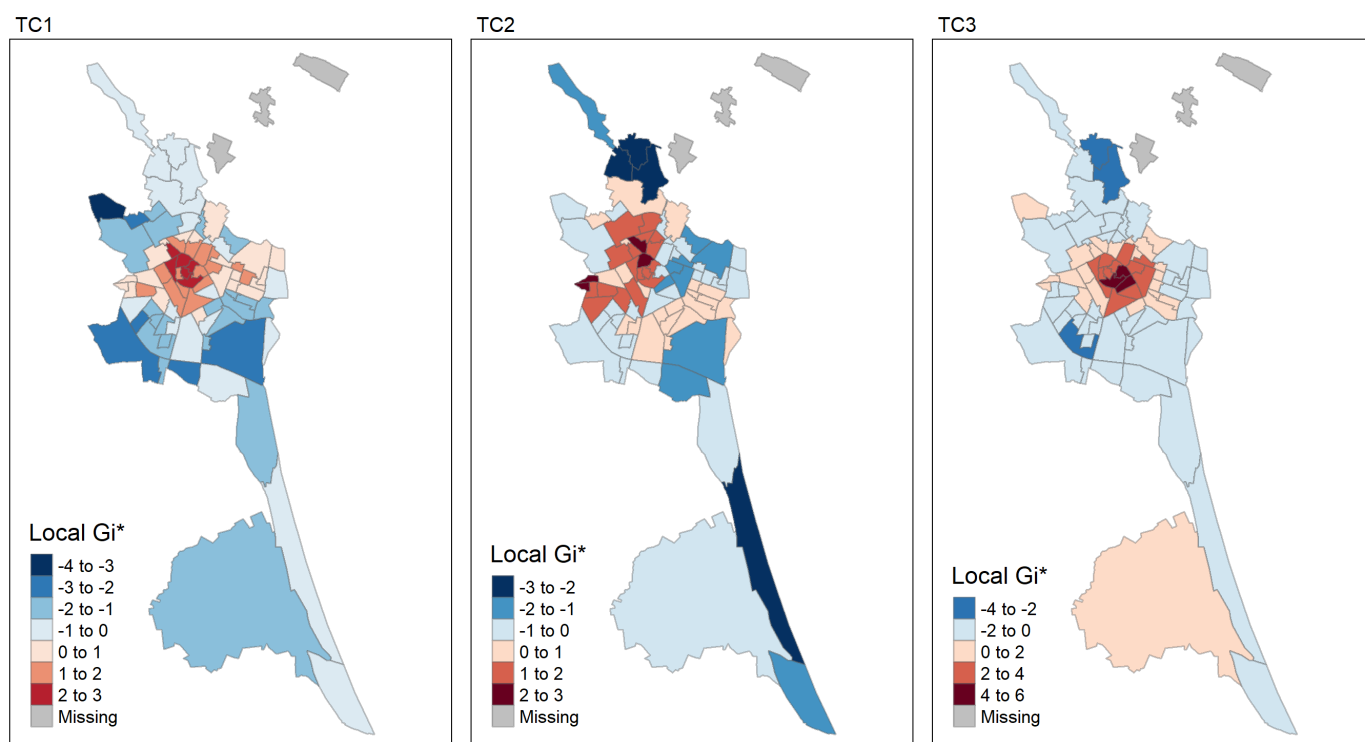 TC1
Local Gi*
-4 to -3
-3 to -2
-2 to -1
-1 to 0
0 to 1
1 to 2
2 to 3
Missing
TC2
Local Gi*
-3 to -2
-2 to -1
-1 to 0
0 to 1
1 to 2
2 to 3
Missing
TC3
Local Gi*
-4 to -2
-2 to 0
0 to 2
2 to 4
4 to 6
Missing